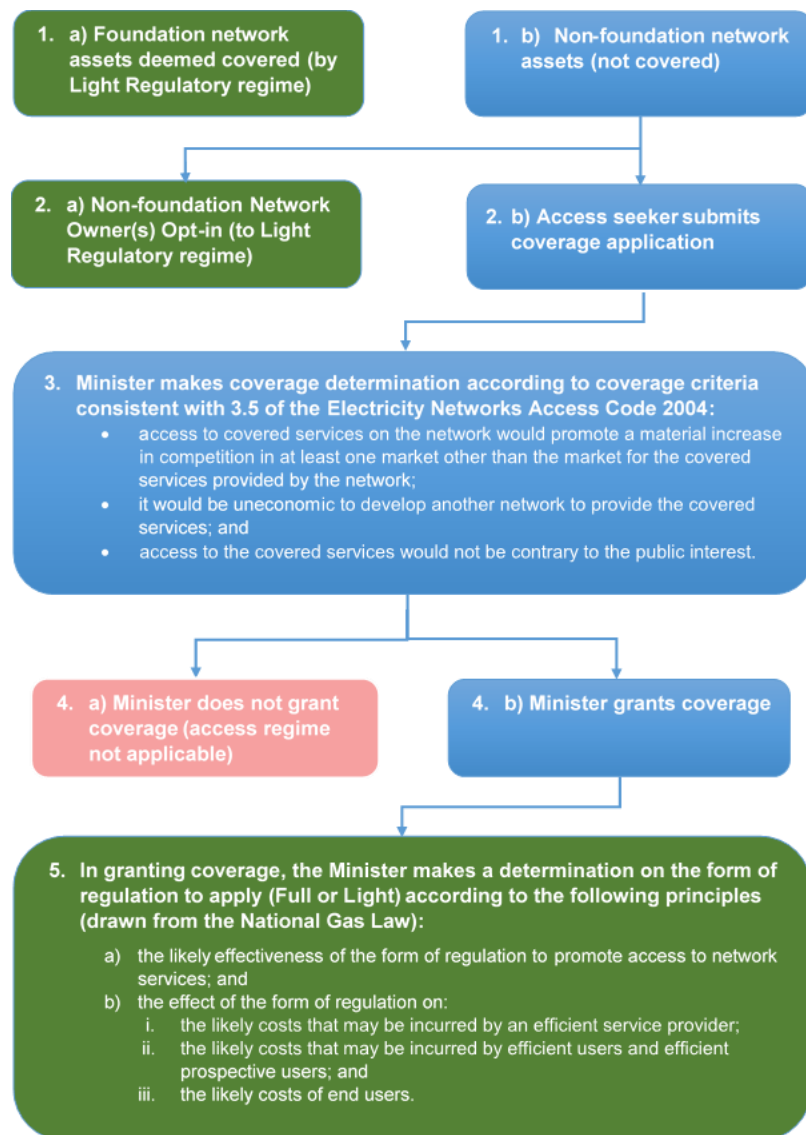 1. a) Foundation network
assets deemed covered (by
Light Regulatory regime)
1. b) Non-foundation network
assets (not covered)
2. a) Non-foundation Network
Owner(s) Opt-in (to Light
Regulatory regime)
2. b) Access seeker submits
coverage application
3. Minister makes coverage determination according to coverage criteria
consistent with 3.5 of the Electricity Networks Access Code 2004:
• access to covered services on the network would promote a material increase
in competition in at least one market other than the market for the covered
services provided by the network;
• it would be uneconomic to develop another network to provide the covered
services; and
• access to the covered services would not be contrary to the public interest.
4. a) Minister does not grant
coverage (access regime
not applicable)
4. b) Minister grants coverage
5. In granting coverage, the Minister makes a determination on the form of
regulation to apply (Full or Light) according to the following principles
(drawn from the National Gas Law):
a) the likely effectiveness of the form of regulation to promote access to network
services; and
b) the effect of the form of regulation on:
i. the likely costs that may be incurred by an efficient service provider;
ii. the likely costs that may be incurred by efficient users and efficient
prospective users; and
iii. the likely costs of end users.